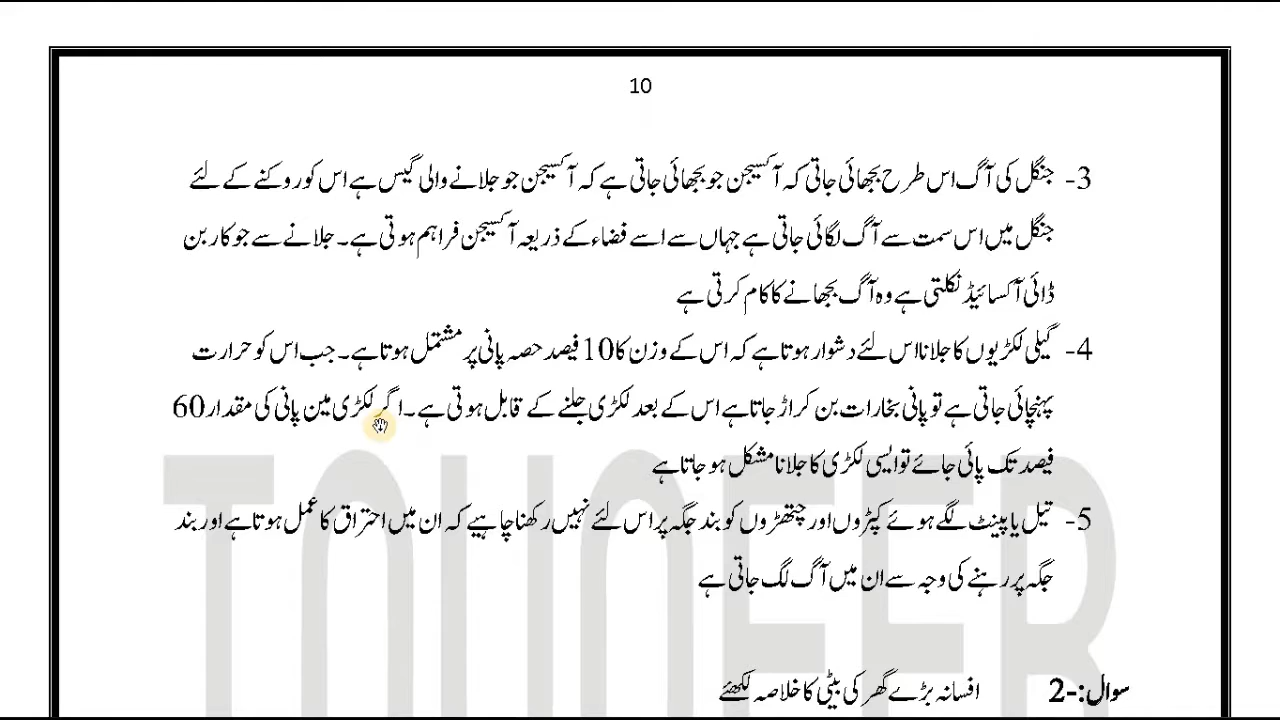 10
3- جنگل کی آگ اس طرح بجھائی جاتی کہ آکسیجن جو بجھائی جاتی ہے کہ آکسیجن جو جلانے والی گیس ہے اس کو روکنے کے لئے
جنگل میں اس سمت سے آگ لگائی جاتی ہے جہاں سے اسے فضاء کے ذریعہ آکسیجن فراہم ہوتی ہے۔ جلانے سے جو کاربن
ڈائی آکسائیڈ نکلتی ہے وہ آگ بجھانے کا کام کرتی ہے
4- گیلی لکڑیوں کا جلانا اس لئے دشوار ہوتا ہے کہ اس کے وزن کا 10 فیصد حصہ پانی پر مشتمل ہوتا ہے۔ جب اس کو حرارت
پہنچائی جاتی ہے تو پانی بخارات بن کر اڑ جاتا ہے اس کے بعد لکڑی جلنے کے قابل ہوتی ہے۔ اگر لکڑی مین پانی کی مقدار 60
فیصد تک پائی جائے تو ایسی لکڑی کا جلانا مشکل ہو جاتا ہے
5- تیل یا پینٹ لگے ہوئے کپڑوں اور چتھڑوں کو بند جگہ پر اس لئے نہیں رکھنا چاہیے کہ ان میں احتراق کا عمل ہوتا ہے اور بند
جگہ پر رہنے کی وجہ سے ان میں آگ لگ جاتی ہے
TOUQEER
سوال:-2 افسانہ بڑے گھر کی بیٹی کا خلاصہ لکھئے